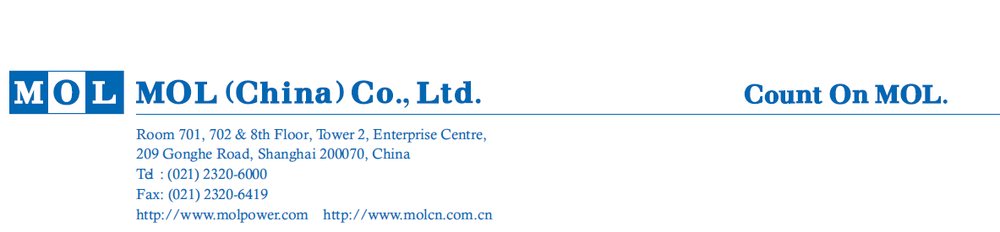 MOL MOL (China) Co., Ltd. Count On MOL.
Room 701, 702 & 8th Floor, Tower 2, Enterprise Centre,
209 Gonghe Road, Shanghai 200070, China
Tel : (021) 2320-6000
Fax: (021) 2320-6419
http://www.molpower.com http://www.molcn.com.cn